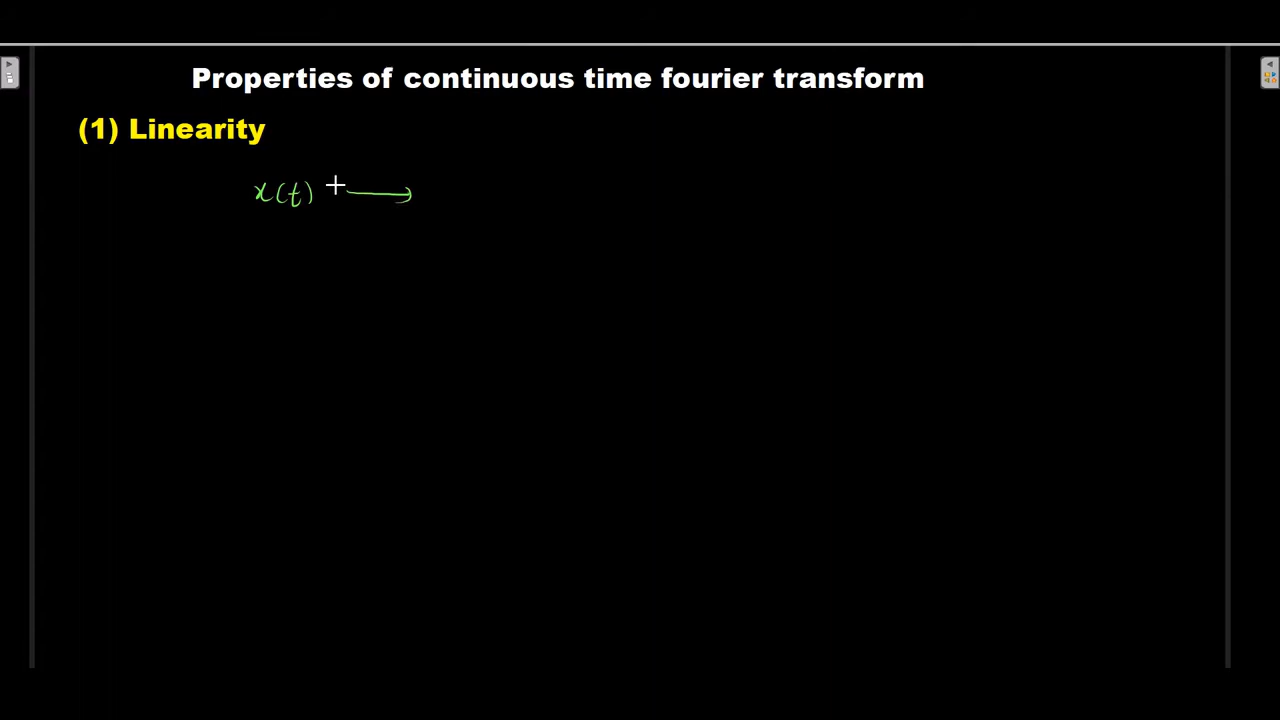 Properties of continuous time fourier transform
(1) Linearity
x(t) →